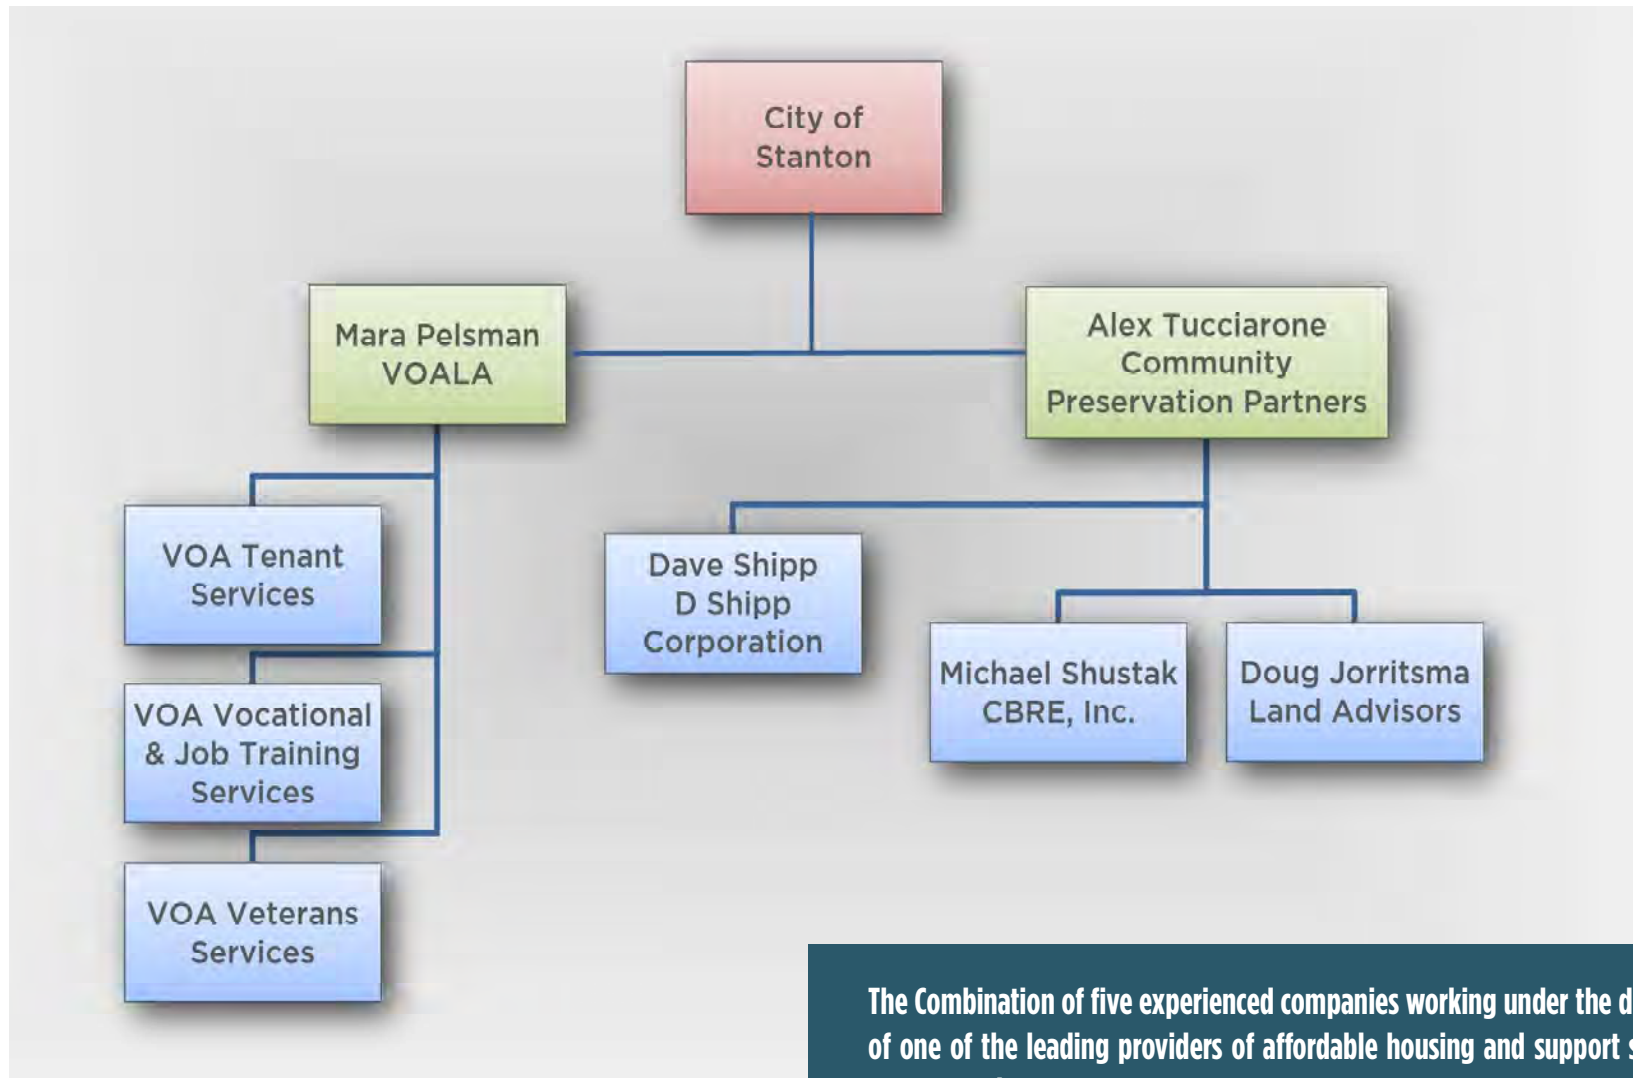 City of
Stanton
Mara Pelsman
VOALA
Alex Tucciarone
Community
Preservation Partners
VOA Tenant
Services
Dave Shipp
D Shipp
Corporation
Michael Shustak
CBRE, Inc.
Doug Jorritsma
Land Advisors
VOA Vocational
& Job Training
Services
VOA Veterans
Services
The Combination of five experienced companies working under the
of one of the leading providers of affordable housing and support